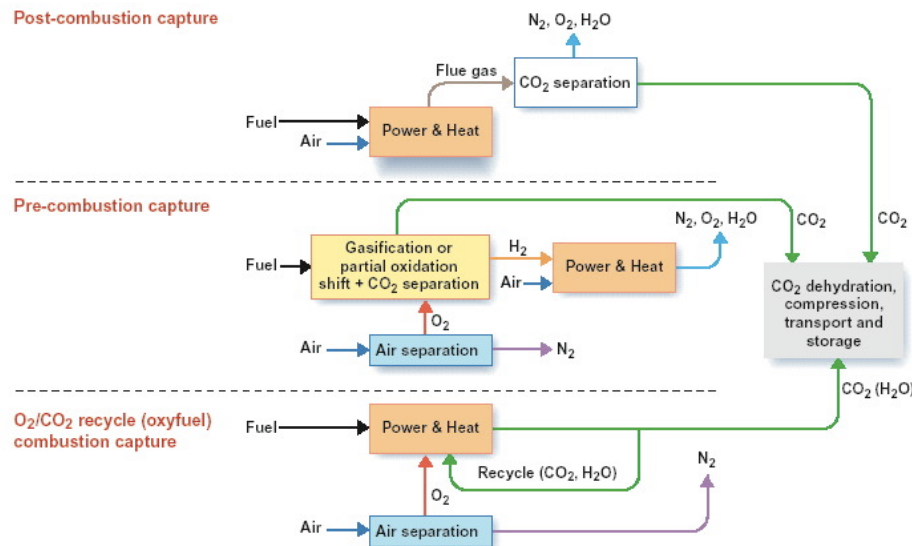 Post-combustion capture
N₂, O₂, H₂O
Flue gas
CO₂ separation
Fuel
Air
Power & Heat
CO₂
Pre-combustion capture
CO₂
N₂, O₂, H₂O
Gasification or
partial oxidation
shift + CO₂ separation
H₂
Fuel
Air
Power & Heat
O₂
Air
Air separation
N₂
CO₂ dehydration,
compression,
transport and
storage
CO₂ (H₂O)
O₂/CO₂ recycle (oxyfuel)
combustion capture
Fuel
Power & Heat
Recycle (CO₂, H₂O)
N₂
O₂
Air
Air separation